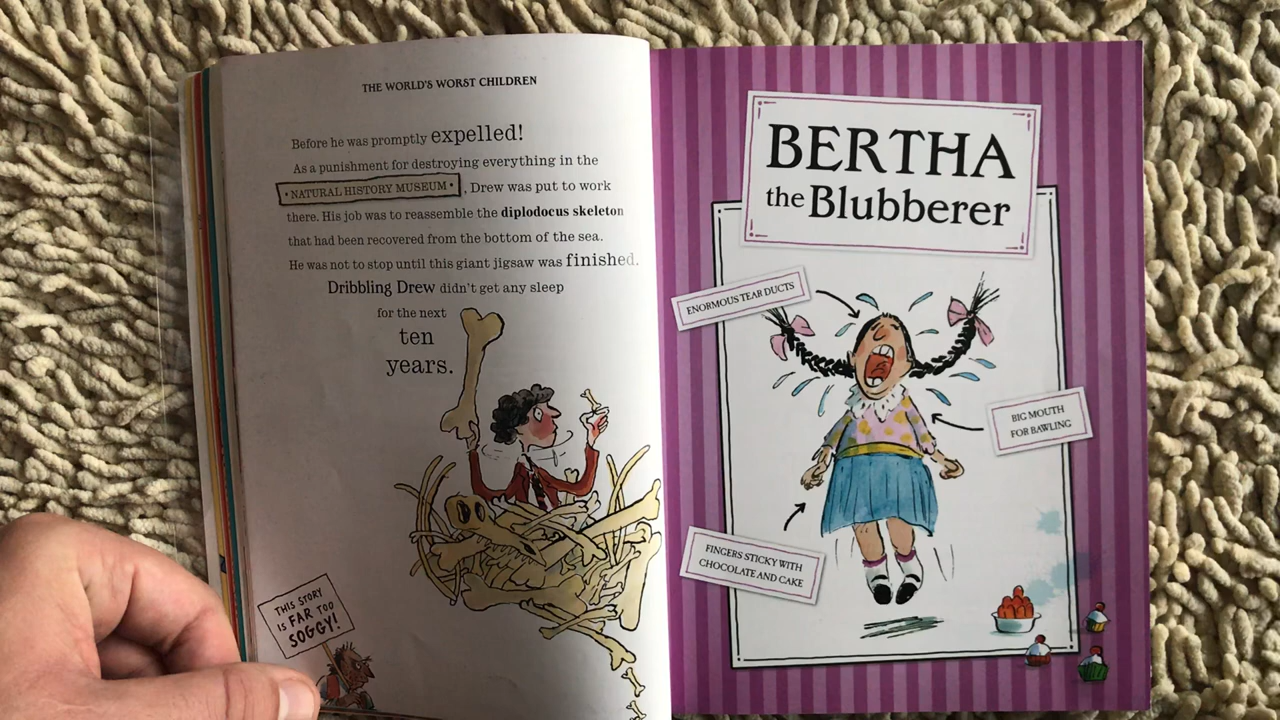 THE WORLD'S WORST CHILDREN
Before he was promptly expelled!
As a punishment for destroying everything in the
• NATURAL HISTORY MUSEUM • , Drew was put to work
there. His job was to reassemble the diplodocus skeleton
that had been recovered from the bottom of the sea.
He was not to stop until this giant jigsaw was finished.
Dribbling Drew didn't get any sleep
for the next
ten
years.
THIS STORY
IS FAR TOO
SOGGY!
BERTHA
the Blubberer
ENORMOUS TEAR DUCTS
BIG MOUTH
FOR BAWLING
FINGERS STICKY WITH
CHOCOLATE AND CAKE